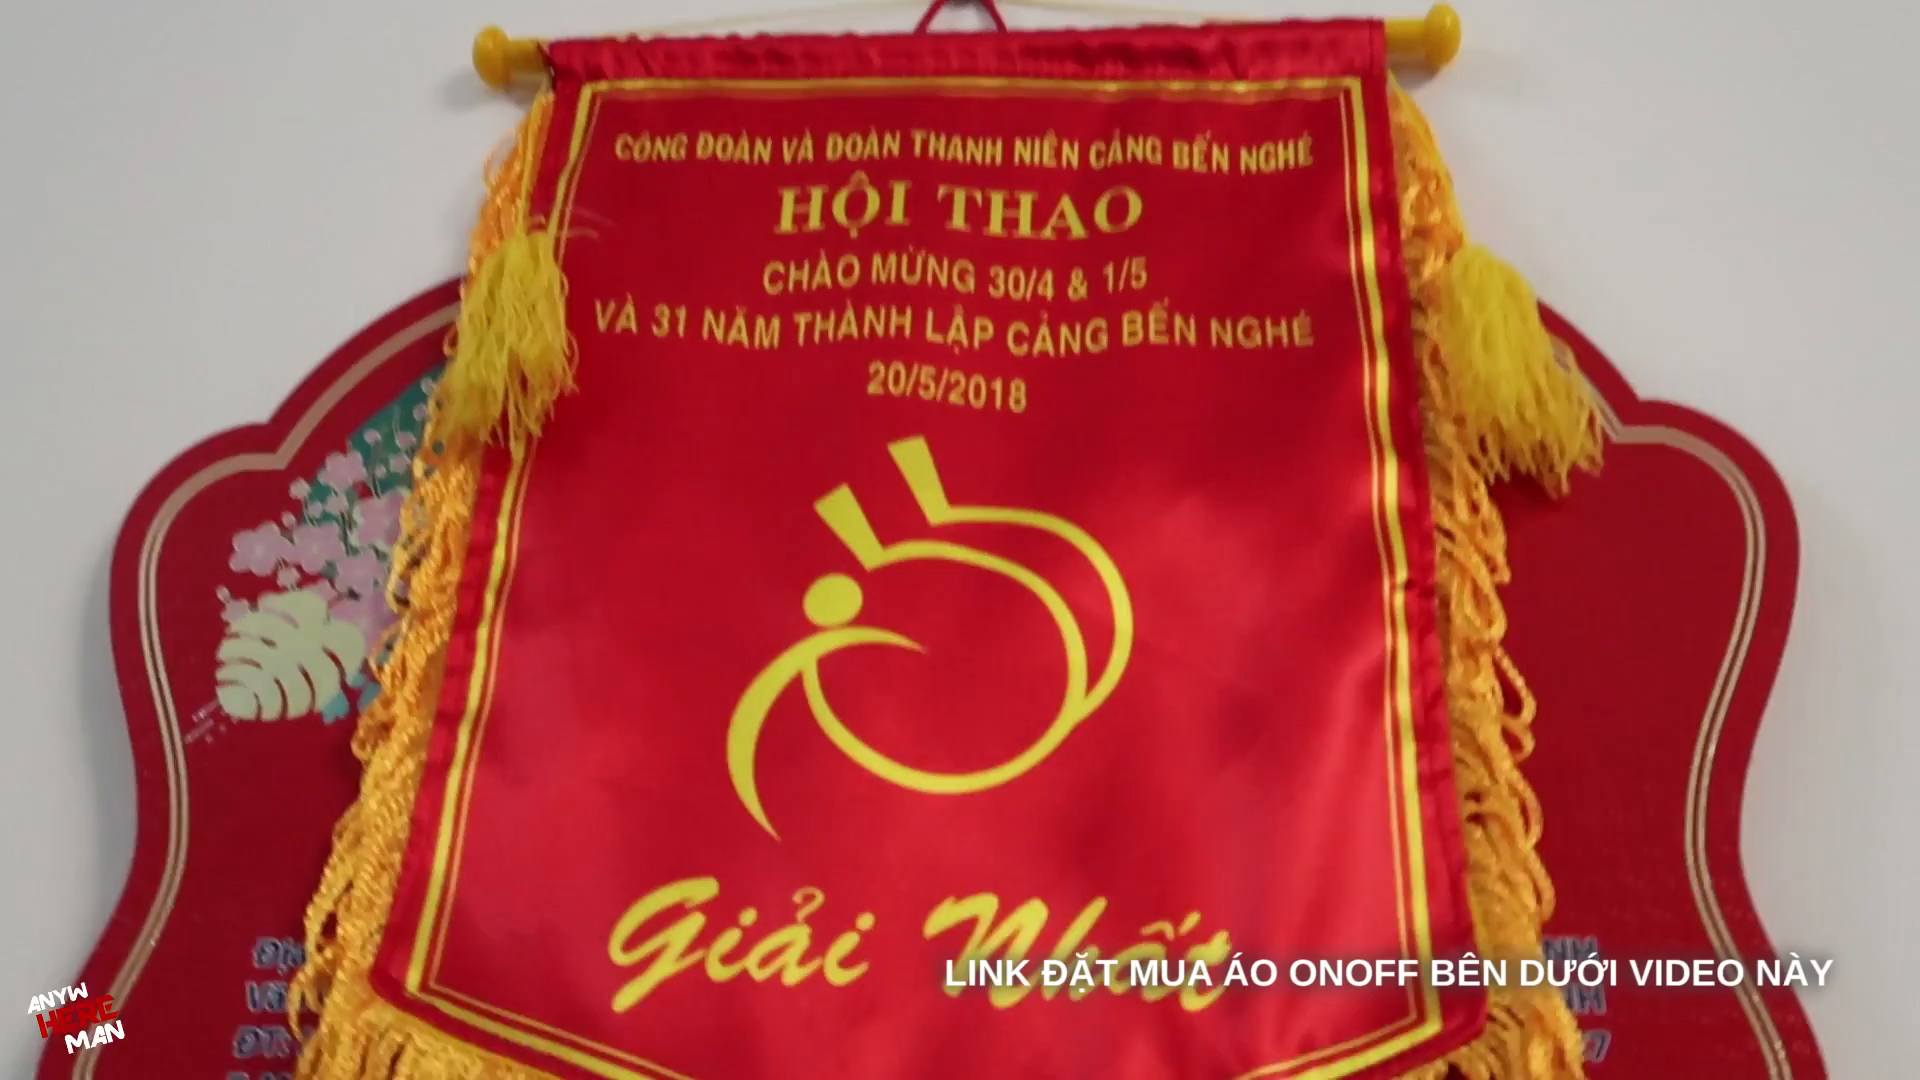 CÔNG ĐOÀN VÀ ĐOÀN THANH NIÊN CẢNG BẾN NGHÉ
HỘI THAO
CHÀO MỪNG 30/4 & 1/5
VÀ 31 NĂM THÀNH LẬP CẢNG BẾN NGHÉ
20/5/2018
Giải Nhất
LINK ĐẶT MUA ÁO ONOFF BÊN DƯỚI VIDEO NÀY
ANYW
HERE
MAN